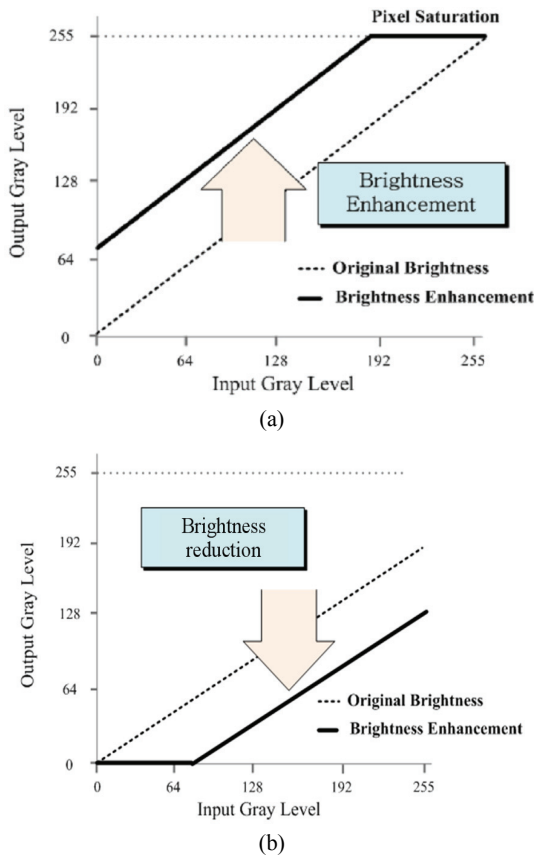 Pixel Saturation
255
192
128
64
0
Output Gray Level
Brightness
Enhancement
Original Brightness
Brightness Enhancement
0 64 128 192 255
Input Gray Level
(a)
255
192
128
64
0
Output Gray Level
Brightness
reduction
Original Brightness
Brightness Enhancement
0 64 128 192 255
Input Gray Level
(b)